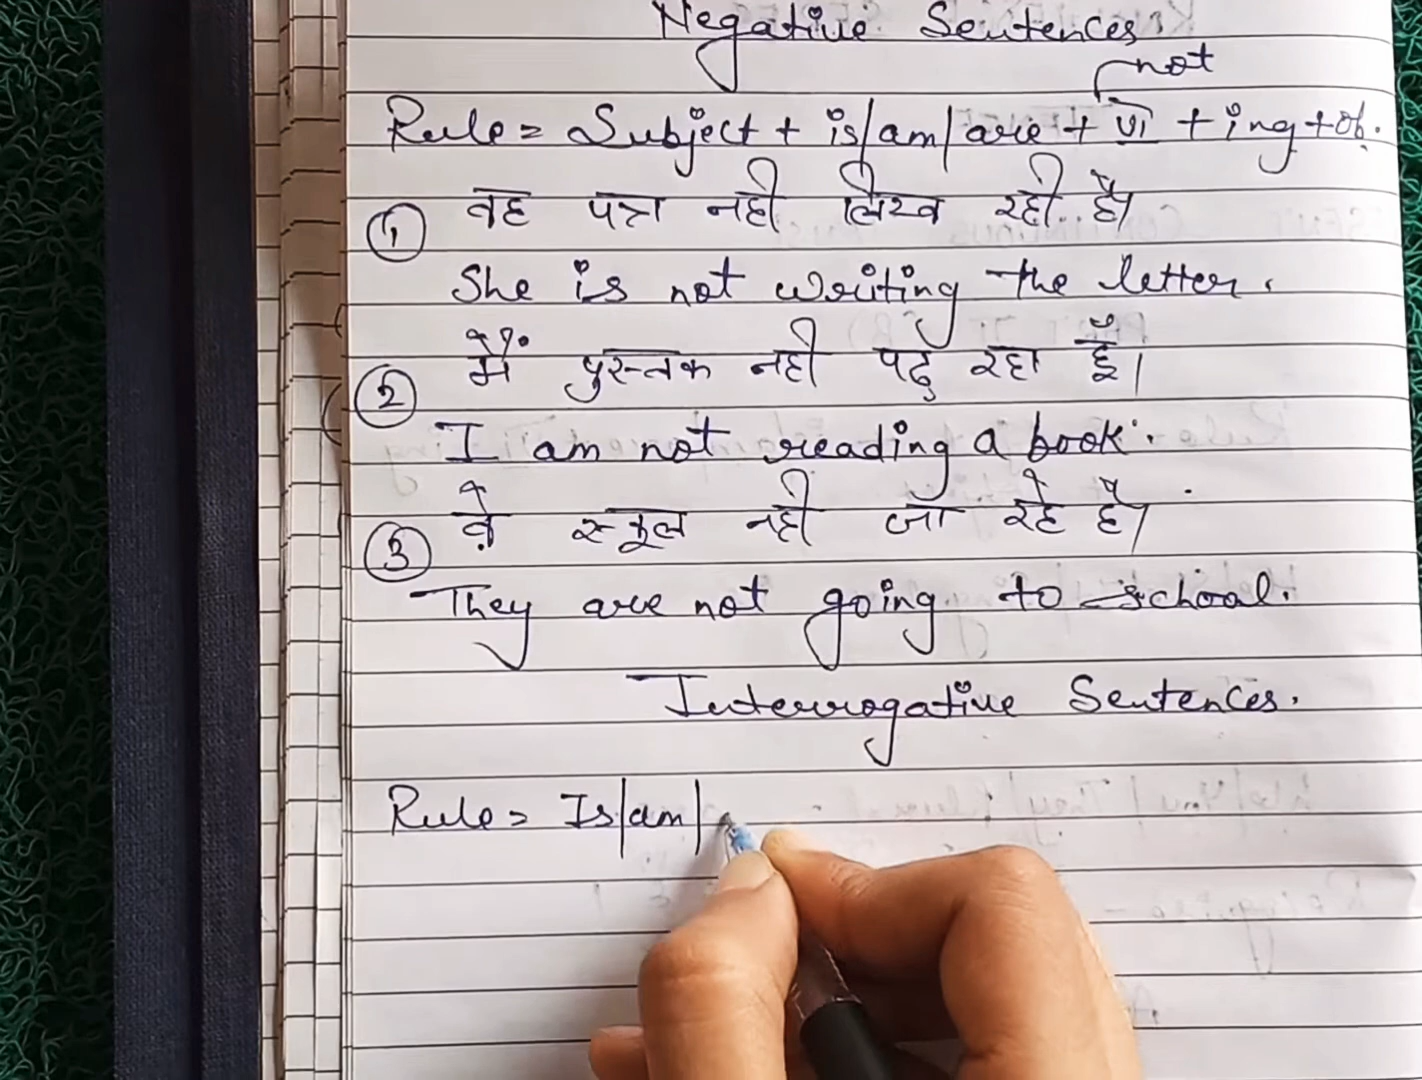 Negative Sentences.
not
Rule = Subject + is/am/are + V1 + ing + ob.
① वह पत्र नही लिख रही है।
She is not writing the letter.
② मैं पुस्तक नही पढ़ रहा हूँ।
I am not reading a book.
③ वे स्कूल नही जा रहे है।
They are not going to school.
Interrogative Sentences.
Rule = Is/am/